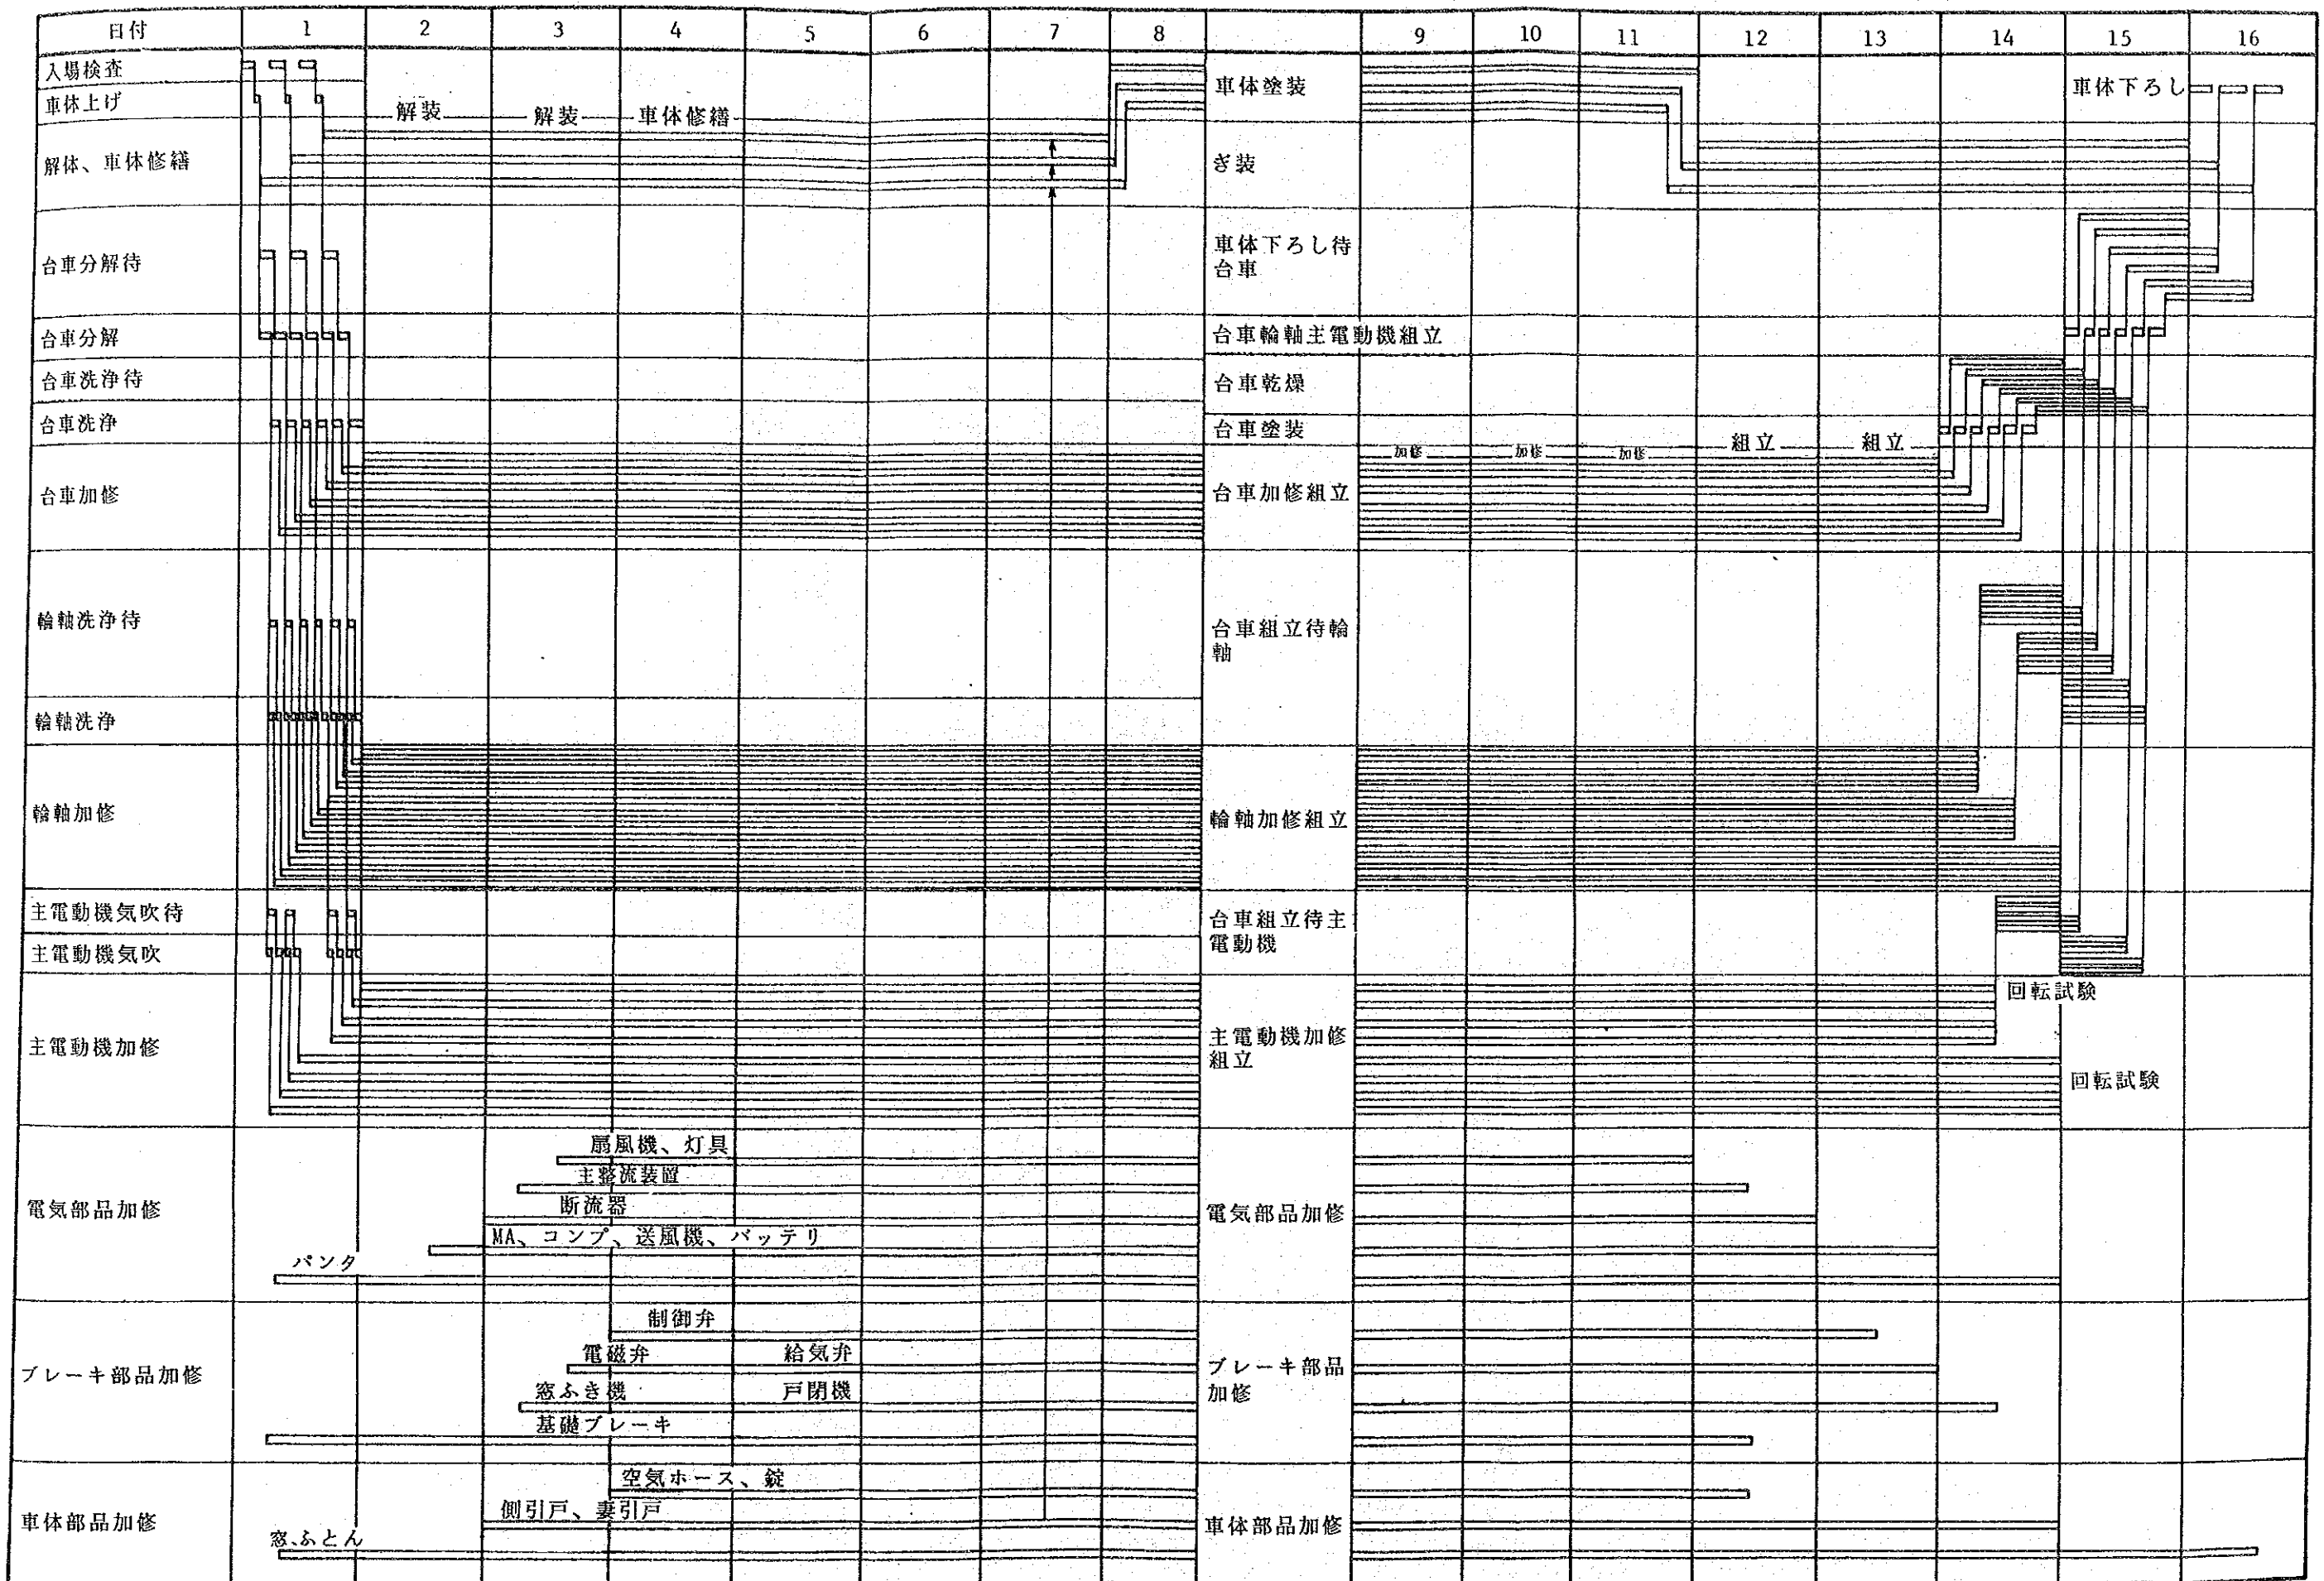 日付 1 2 3 4 5 6 7 8 9 10 11 12 13 14 15 16
入場検査
車体上げ
解装 解装 車体修繕
車体塗装
車体下ろし
解体、車体修繕
ぎ装
台車分解待
車体下ろし待
台車
台車分解
台車輪軸主電動機組立
台車洗浄待
台車乾燥
台車洗浄
台車塗装
加修 加修 加修 組立 組立
台車加修
台車加修組立
輪軸洗浄待
台車組立待輪
軸
輪軸洗浄
輪軸加修
輪軸加修組立
主電動機気吹待
台車組立待主
電動機
主電動機気吹
回転試験
主電動機加修
主電動機加修
組立
回転試験
扇風機、灯具
主整流装置
断流器
電気部品加修
電気部品加修
MA、コンプ、送風機、バッテリ
パンタ
制御弁
電磁弁 給気弁
ブレーキ部品加修
ブレーキ部品
加修
窓ふき機 戸閉機
基礎ブレーキ
空気ホース、錠
側引戸、妻引戸
車体部品加修
車体部品加修
窓、ふとん